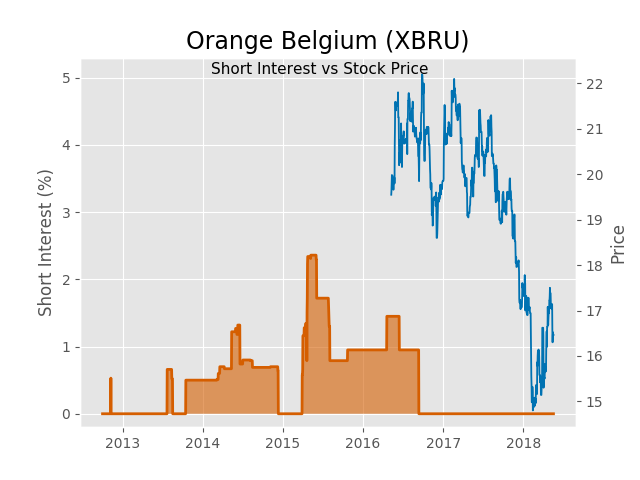 Orange Belgium (XBRU)
Short Interest vs Stock Price
Short Interest (%)
5
4
3
2
1
0
22
21
20
19
18
17
16
15
Price
2013 2014 2015 2016 2017 2018